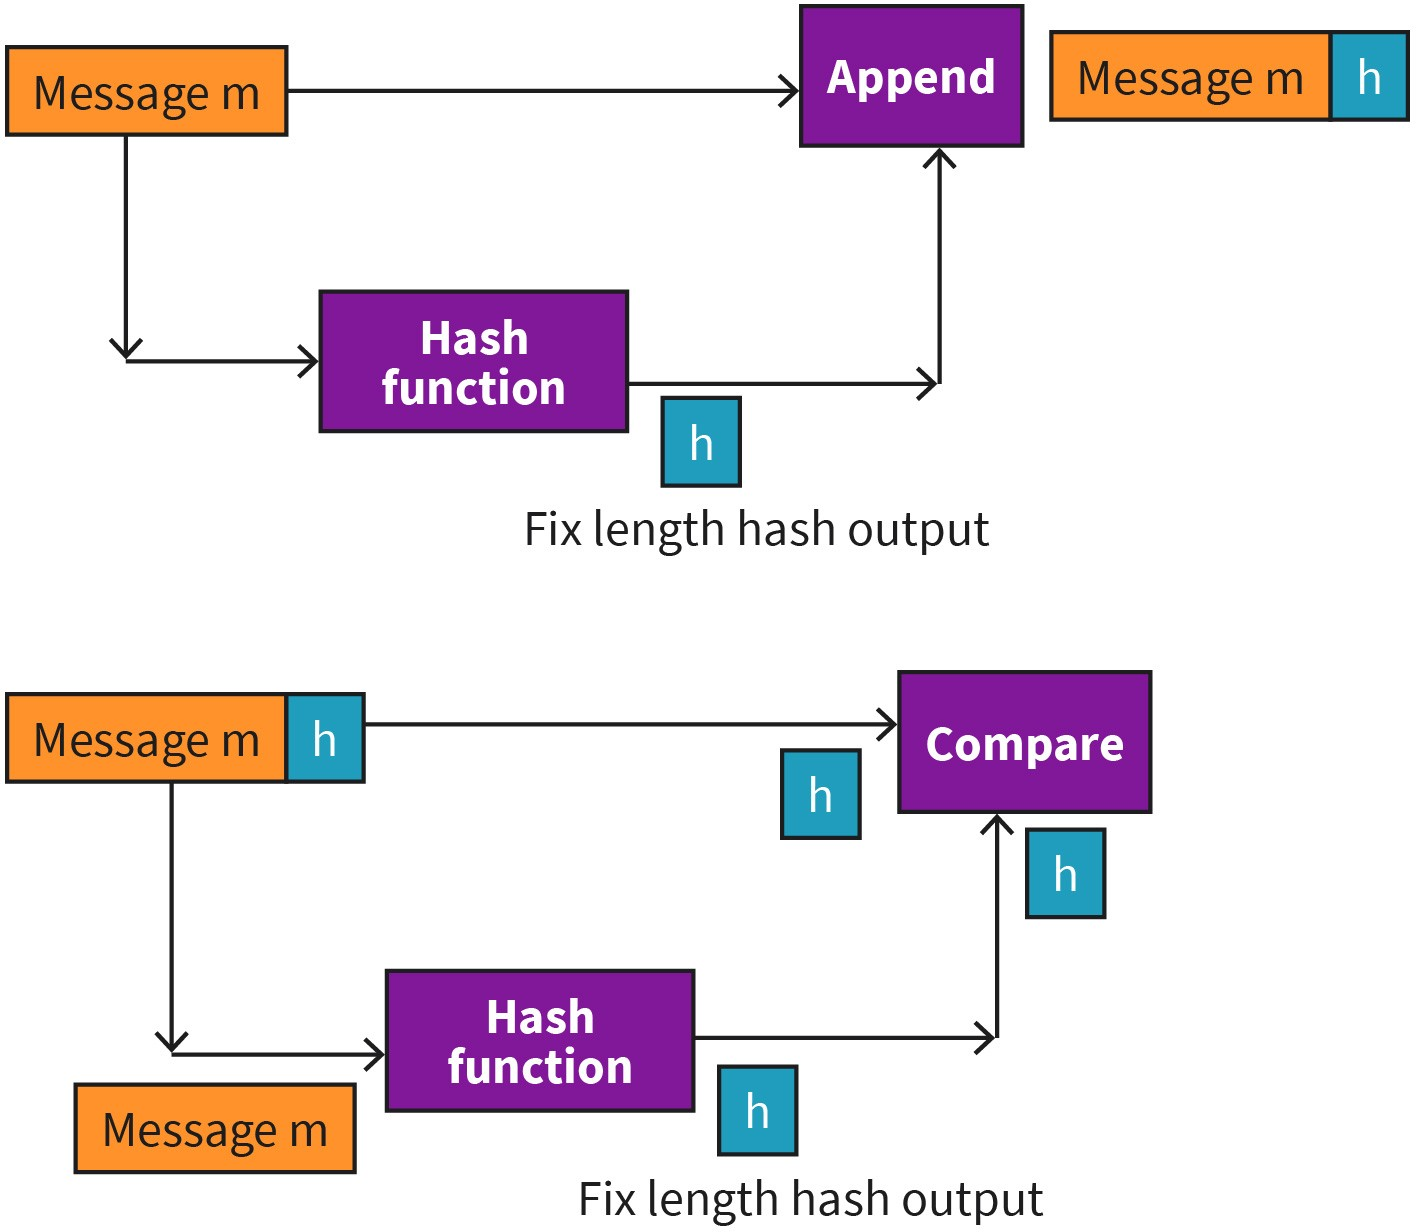 Message m
Append
Message m
h
Hash
function
h
Fix length hash output
Message m
h
Compare
h
h
Hash
function
h
Message m
Fix length hash output